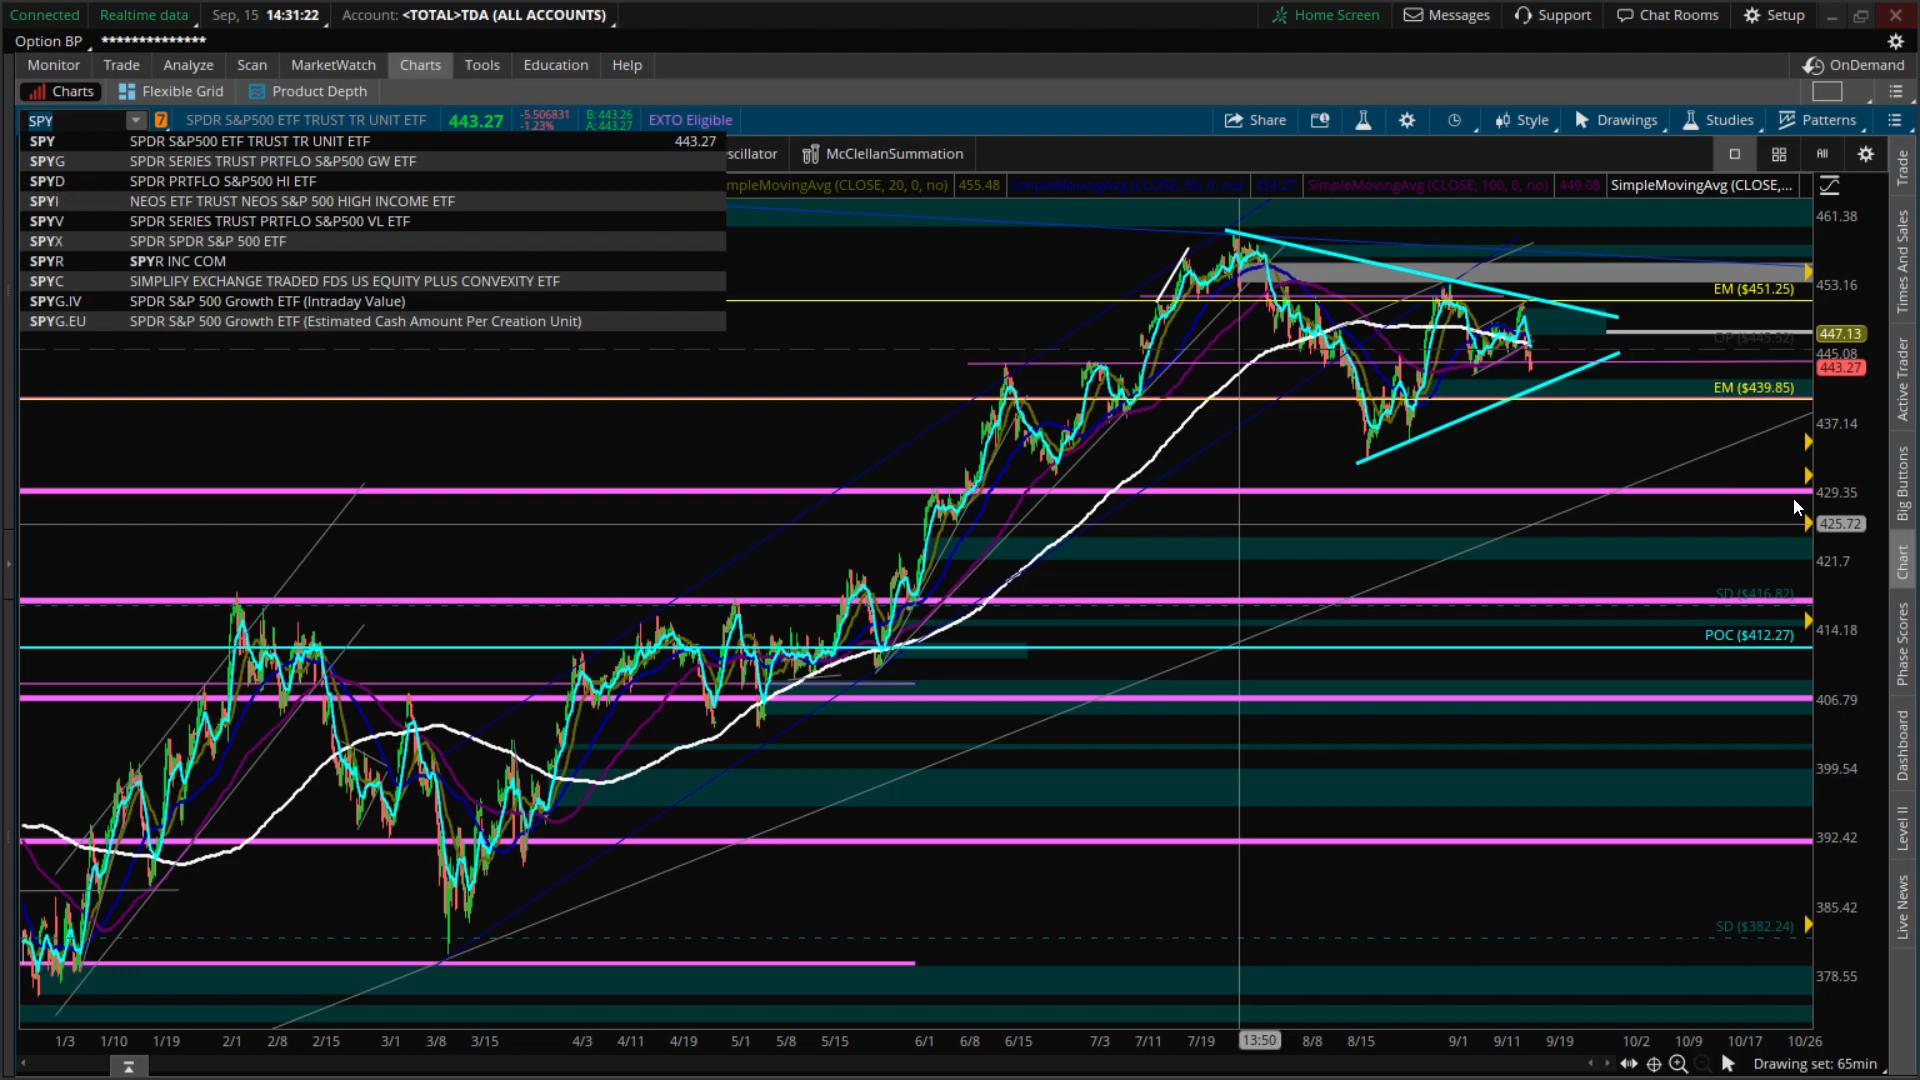 Connected Realtime data Sep, 15 14:31:22 Account: <TOTAL>TDA (ALL ACCOUNTS) Home Screen Messages Support Chat Rooms Setup
Option BP **************
Monitor Trade Analyze Scan MarketWatch Charts Tools Education Help OnDemand
Charts Flexible Grid Product Depth
SPY 7 SPDR S&P500 ETF TRUST TR UNIT ETF 443.27 -5.506831 -1.23% B: 443.26 A: 443.27 EXTO Eligible Share Style Drawings Studies Patterns
SPY SPDR S&P500 ETF TRUST TR UNIT ETF 443.27
SPYG SPDR SERIES TRUST PRTFLO S&P500 GW ETF
SPYD SPDR PRTFLO S&P500 HI ETF
SPYI NEOS ETF TRUST NEOS S&P 500 HIGH INCOME ETF
SPYV SPDR SERIES TRUST PRTFLO S&P500 VL ETF
SPYX SPDR SPDR S&P 500 ETF
SPYR SPYR INC COM
SPYC SIMPLIFY EXCHANGE TRADED FDS US EQUITY PLUS CONVEXITY ETF
SPYG.IV SPDR S&P 500 Growth ETF (Intraday Value)
SPYG.EU SPDR S&P 500 Growth ETF (Estimated Cash Amount Per Creation Unit)
scillator McClellanSummation All
mpleMovingAvg (CLOSE, 20, 0, no) 455.48 SimpleMovingAvg (CLOSE, 100, 0, no) 449.08 SimpleMovingAvg (CLOSE,...
461.38
453.16
EM ($451.25)
447.13
OP ($445.52)
445.08
443.27
EM ($439.85)
437.14
429.35
425.72
421.7
SD ($416.82)
414.18
POC ($412.27)
406.79
399.54
392.42
385.42
SD ($382.24)
378.55
1/3 1/10 1/19 2/1 2/8 2/15 3/1 3/8 3/15 4/3 4/11 4/19 5/1 5/8 5/15 6/1 6/8 6/15 7/3 7/11 7/19 13:50 8/8 8/15 9/1 9/11 9/19 10/2 10/9 10/17 10/26
Drawing set: 65min
Trade
Times And Sales
Active Trader
Big Buttons
Chart
Phase Scores
Dashboard
Level II
Live News